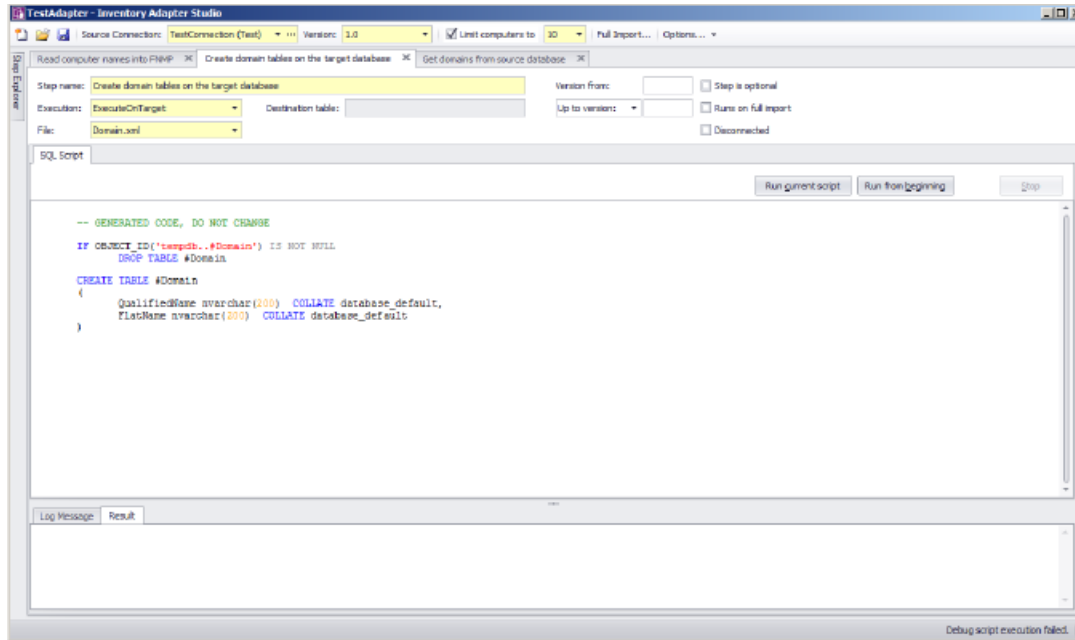 TestAdapter - Inventory Adapter Studio
Source Connection: TestConnection (Test) ... Version: 1.0 Limit computers to 10 Full Import... Options...
Step Explorer
Read computer names into FNMP Create domain tables on the target database Get domains from source database
Step name: Create domain tables on the target database Version from: Step is optional
Execution: ExecuteOnTarget Destination table: Up to version: Runs on full import
File: Domain.xml Disconnected
SQL Script
Run current script Run from beginning Stop
-- GENERATED CODE, DO NOT CHANGE
IF OBJECT_ID('tempdb..#Domain') IS NOT NULL
DROP TABLE #Domain
CREATE TABLE #Domain
(
QualifiedName nvarchar(200) COLLATE database_default,
FlatName nvarchar(200) COLLATE database_default
)
Log Message Result
Debug script execution failed.